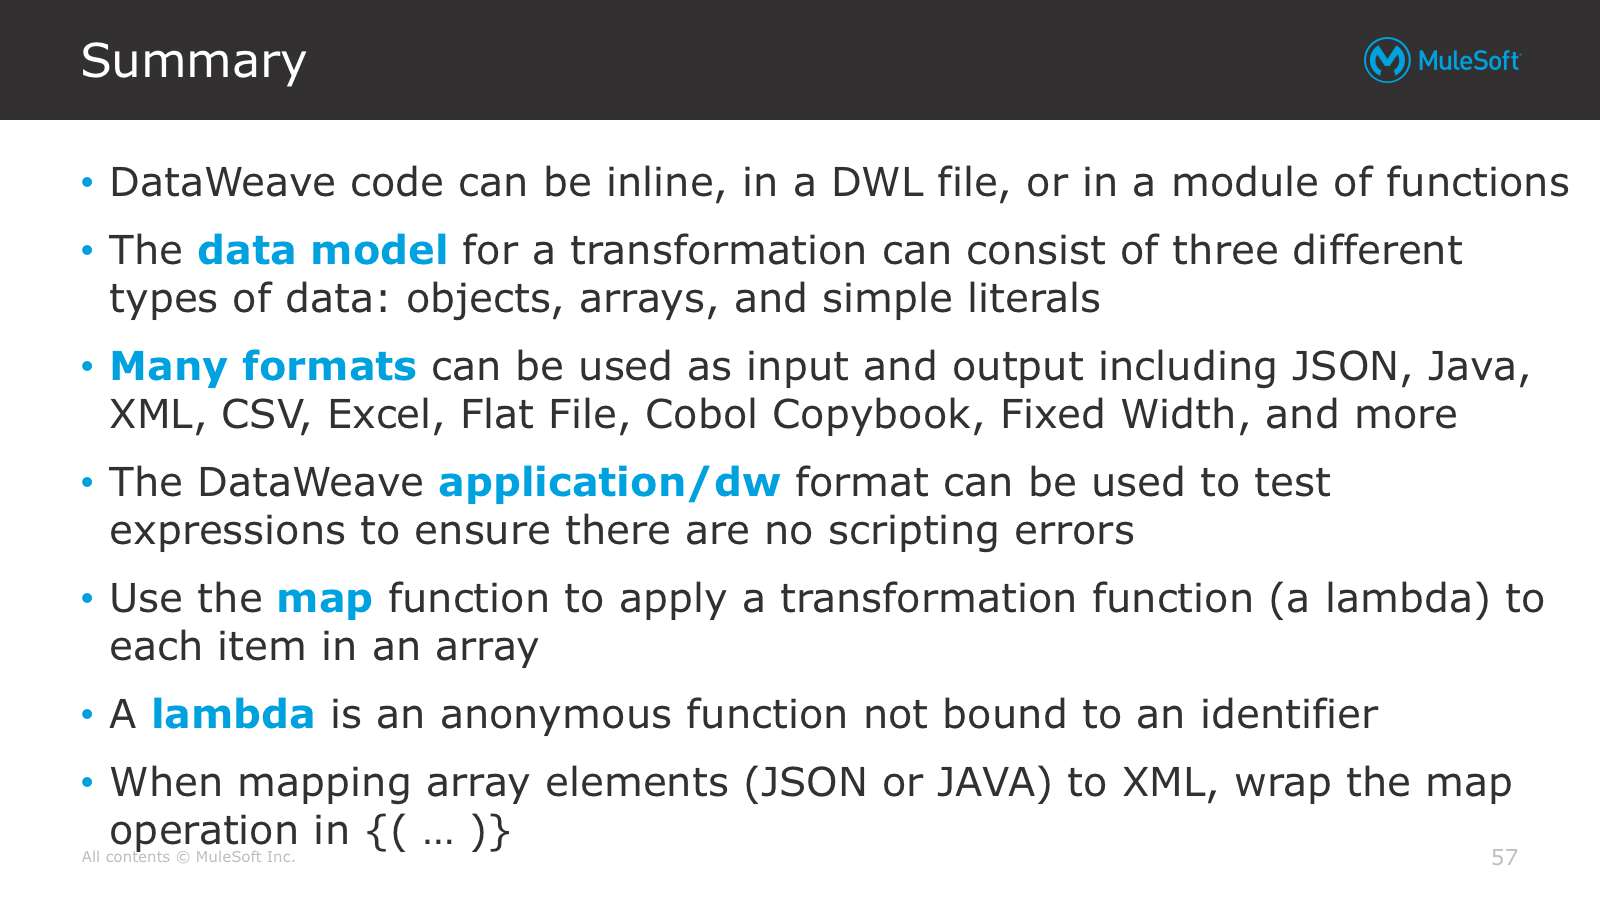 Summary
MuleSoft
• DataWeave code can be inline, in a DWL file, or in a module of functions
• The data model for a transformation can consist of three different
types of data: objects, arrays, and simple literals
• Many formats can be used as input and output including JSON, Java,
XML, CSV, Excel, Flat File, Cobol Copybook, Fixed Width, and more
• The DataWeave application/dw format can be used to test
expressions to ensure there are no scripting errors
• Use the map function to apply a transformation function (a lambda) to
each item in an array
• A lambda is an anonymous function not bound to an identifier
• When mapping array elements (JSON or JAVA) to XML, wrap the map
operation in {( … )}
All contents © MuleSoft Inc.
57